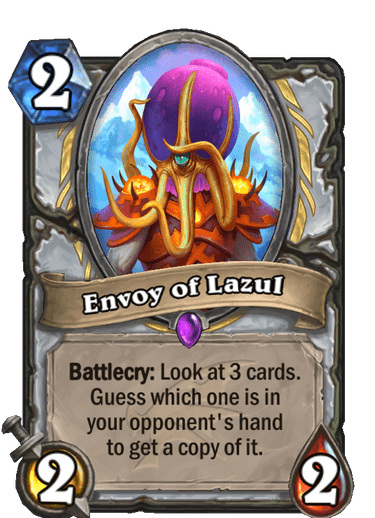 2
Envoy of Lazul
Battlecry: Look at 3 cards.
Guess which one is in
your opponent's hand
to get a copy of it.
2
2